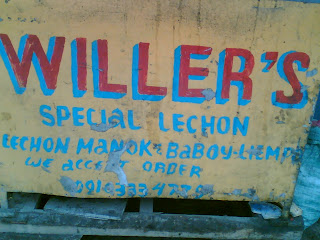 WILLER'S
SPECIAL LECHON
LECHON MANOK & BABOY-LIEMPO
WE ACCEPT ORDER